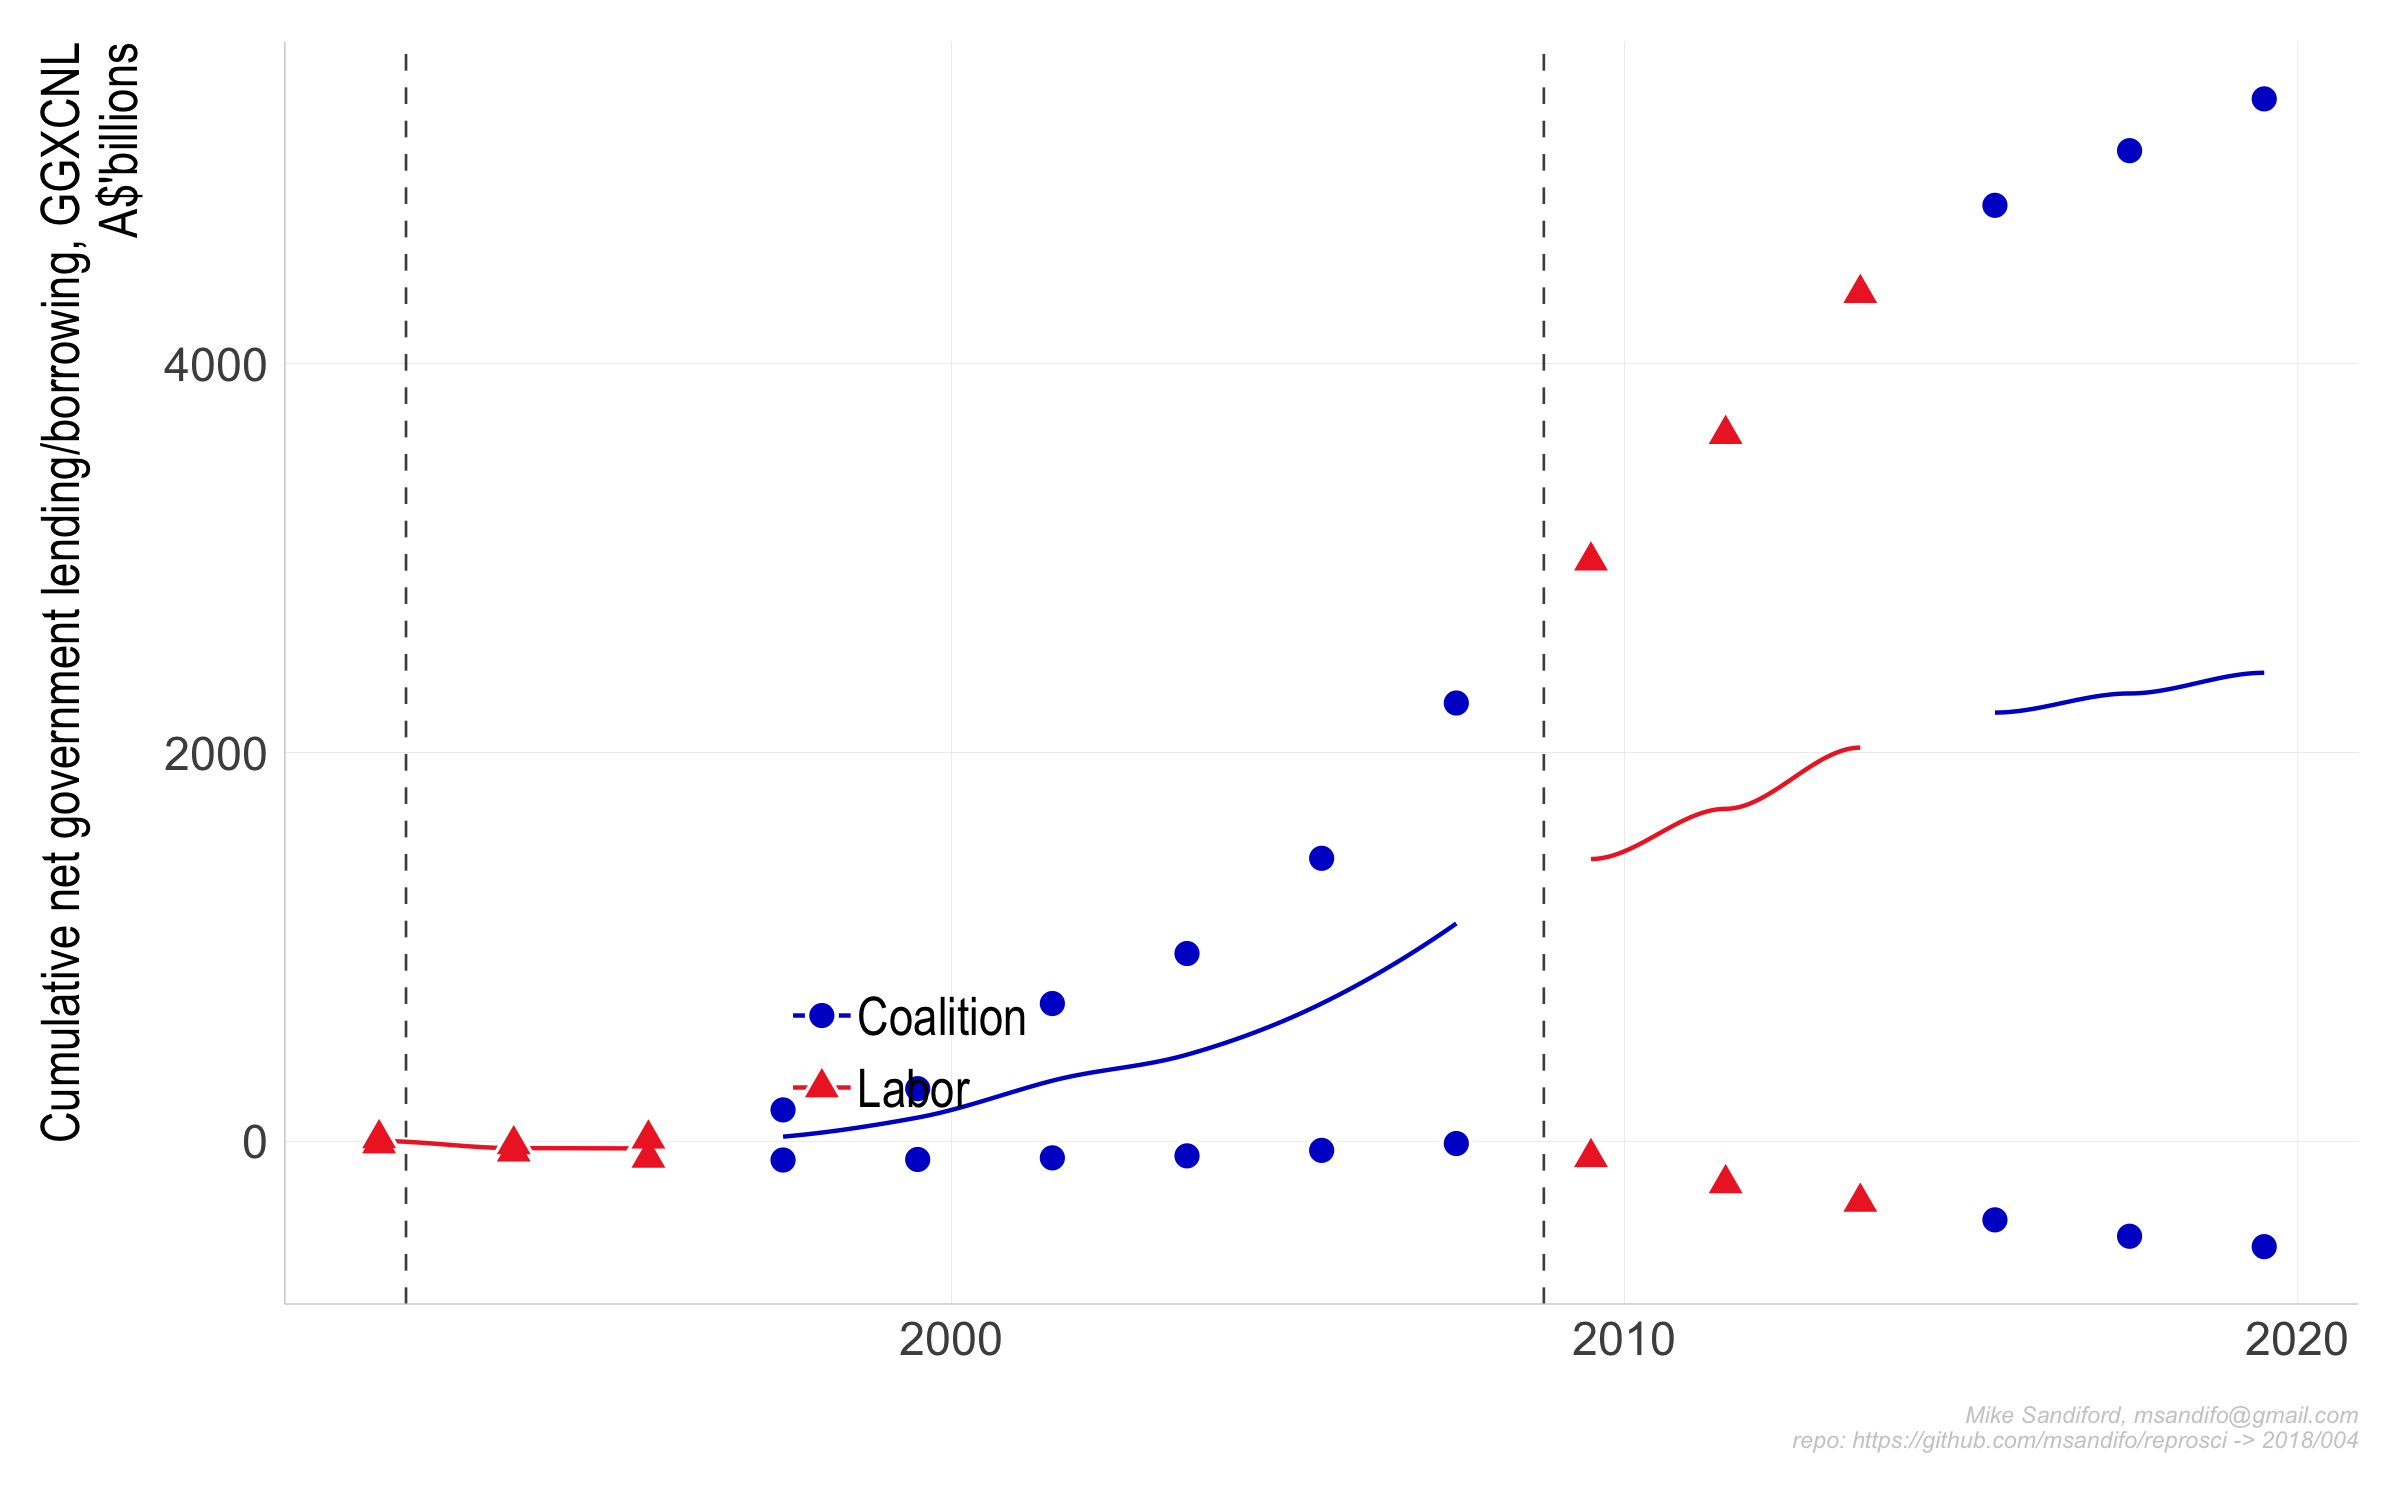 Cumulative net government lending/borrowing, GGXCNL
A$'billions
4000
2000
0
Coalition
Labor
2000
2010
2020
Mike Sandiford, msandifo@gmail.com
repo: https://github.com/msandifo/reprosci -> 2018/004